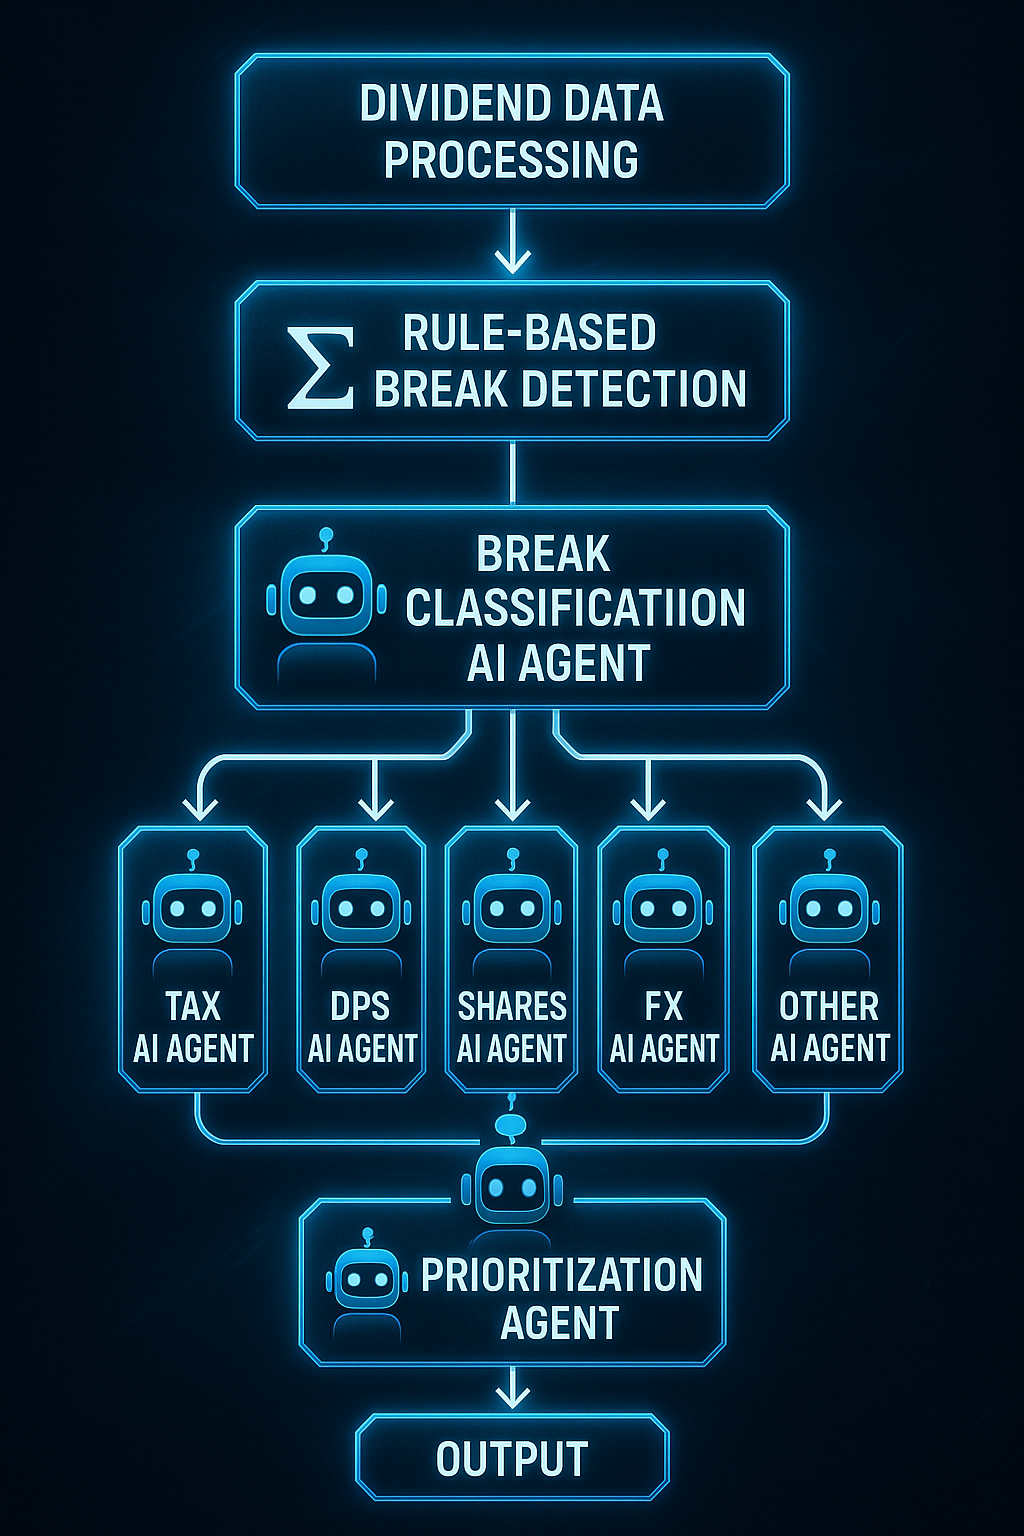 DIVIDEND DATA
PROCESSING
Σ
RULE-BASED
BREAK DETECTION
BREAK
CLASSIFICATIION
AI AGENT
TAX
AI AGENT
DPS
AI AGENT
SHARES
AI AGENT
FX
AI AGENT
OTHER
AI AGENT
PRIORITIZATION
AGENT
OUTPUT